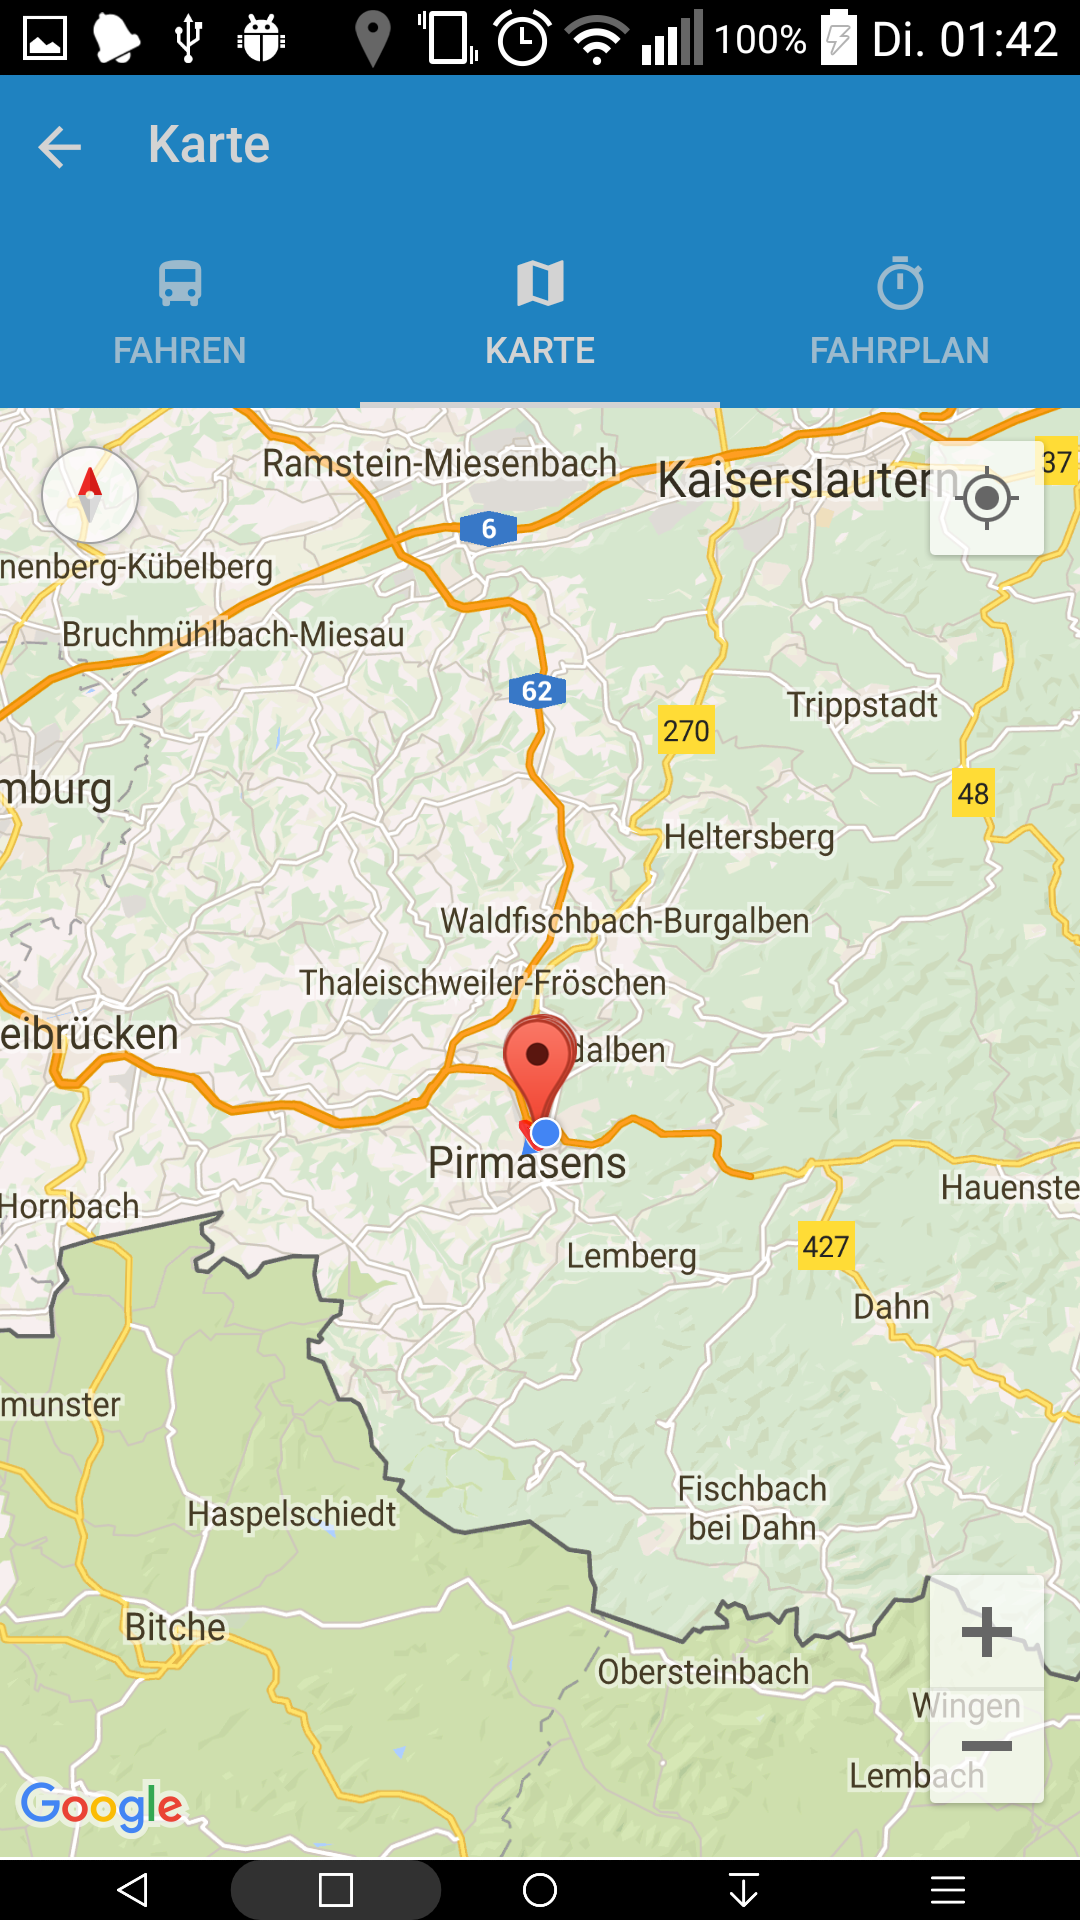 100% Di. 01:42
Karte
FAHREN KARTE FAHRPLAN
Ramstein-Miesenbach
Kaiserslautern
37
6
nenberg-Kübelberg
Bruchmühlbach-Miesau
62
Trippstadt
270
mburg
48
Heltersberg
Waldfischbach-Burgalben
Thaleischweiler-Fröschen
eibrücken
dalben
Pirmasens
Hauenste
Hornbach
427
Lemberg
Dahn
munster
Fischbach
bei Dahn
Haspelschiedt
Bitche
Obersteinbach
Wingen
Lembach
Google